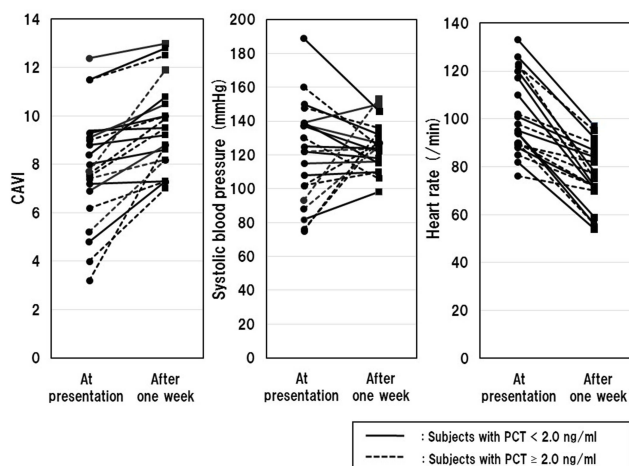 14
12
10
8
6
4
2
0
CAVI
At
presentation
After
one week
200
180
160
140
120
100
80
60
40
20
0
Systolic blood pressure (mmHg)
At
presentation
After
one week
140
120
100
80
60
40
20
0
Heart rate (/min)
At
presentation
After
one week
: Subjects with PCT < 2.0 ng/ml
: Subjects with PCT ≥ 2.0 ng/ml